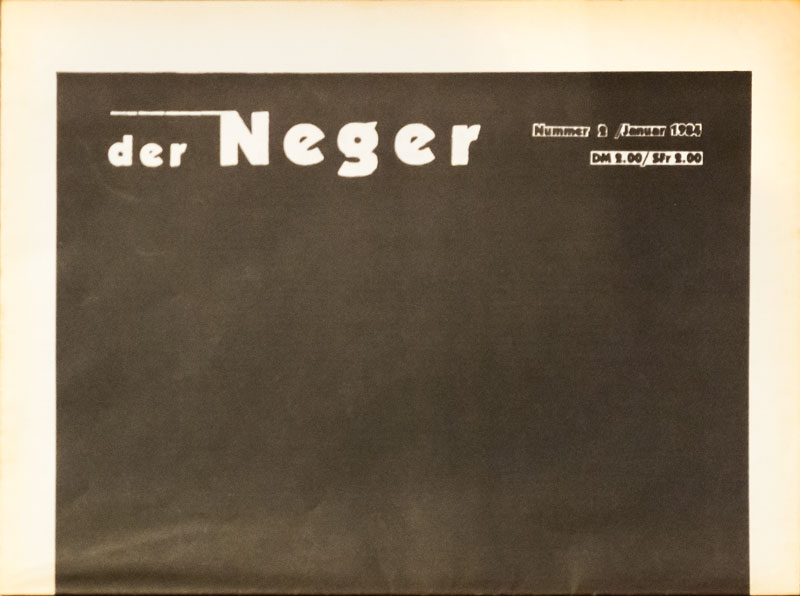 der Neger
Nummer 2 /Januar 1984
DM 2.00/ SFr 2.00